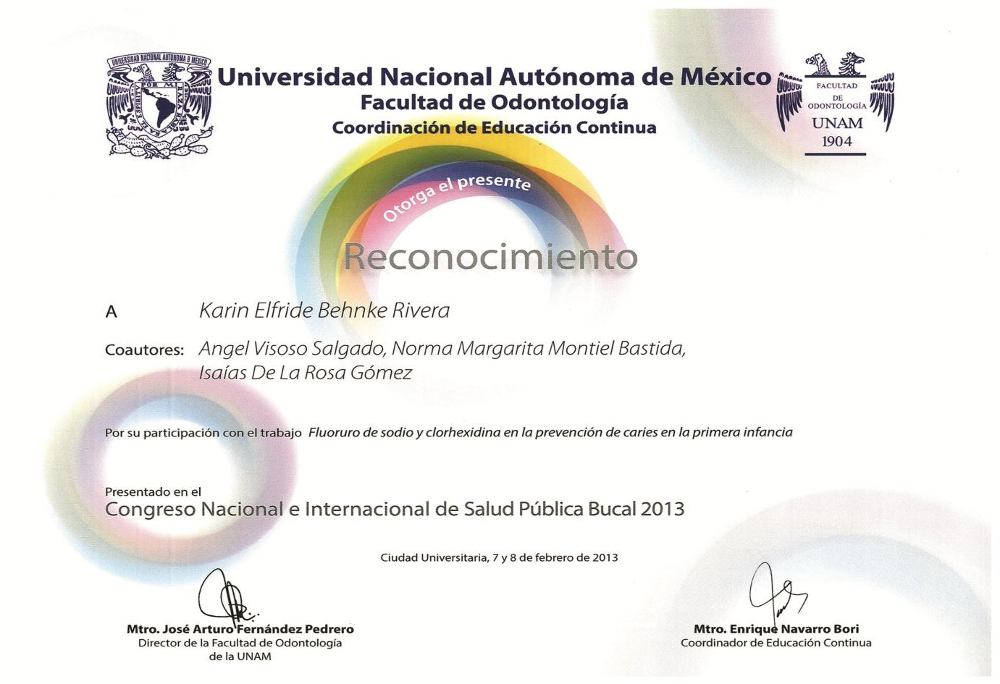 UNIVERSIDAD NACIONAL AUTONOMA DE MEXICO
POR MI RAZA HABLARA EL ESPIRITU
Universidad Nacional Autónoma de México
Facultad de Odontología
Coordinación de Educación Continua
FACULTAD
DE
ODONTOLOGÍA
UNAM
1904
Otorga el presente
Reconocimiento
A Karin Elfride Behnke Rivera
Coautores: Angel Visoso Salgado, Norma Margarita Montiel Bastida,
Isaías De La Rosa Gómez
Por su participación con el trabajo Fluoruro de sodio y clorhexidina en la prevención de caries en la primera infancia
Presentado en el
Congreso Nacional e Internacional de Salud Pública Bucal 2013
Ciudad Universitaria, 7 y 8 de febrero de 2013
Mtro. José Arturo Fernández Pedrero
Director de la Facultad de Odontología
de la UNAM
Mtro. Enrique Navarro Bori
Coordinador de Educación Continua